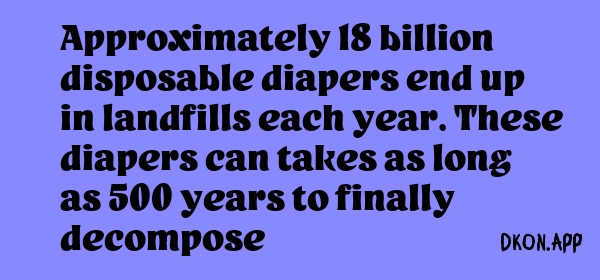 Approximately 18 billion
disposable diapers end up
in landfills each year. These
diapers can takes as long
as 500 years to finally
decompose
DKON.APP